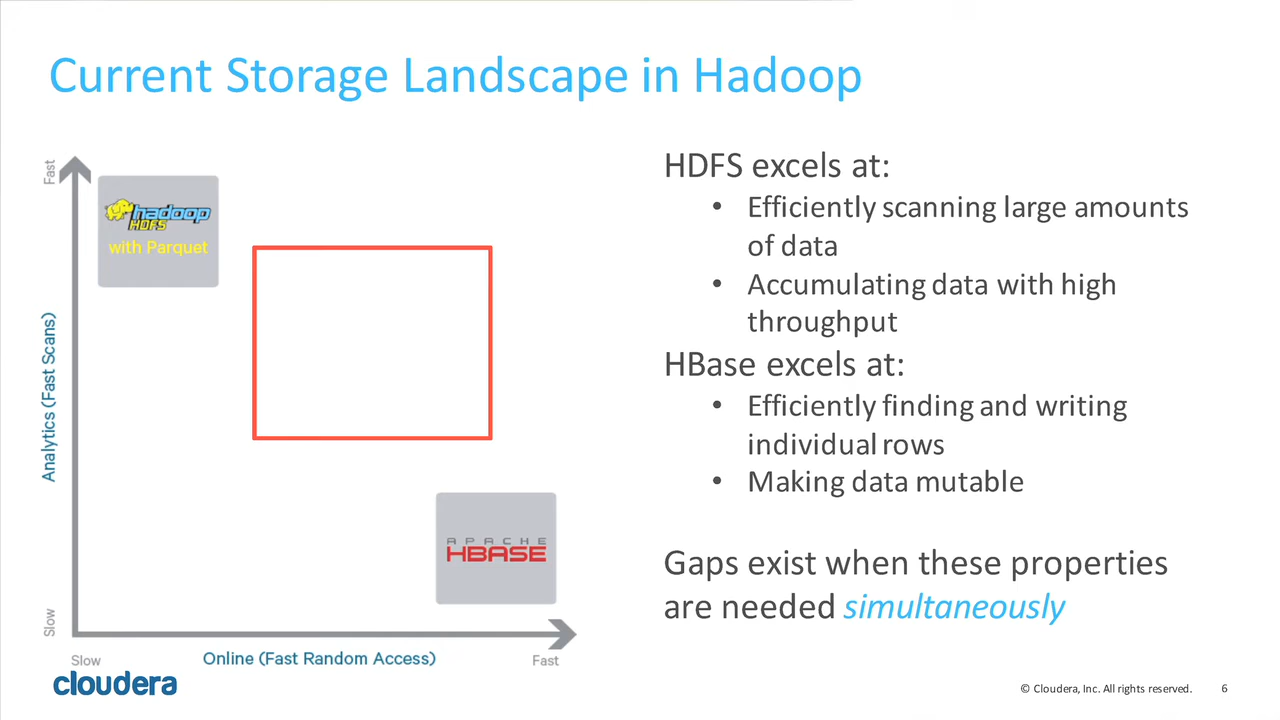 Current Storage Landscape in Hadoop
Fast
hadoop
HDFS
with Parquet
Analytics (Fast Scans)
APACHE
HBASE
Slow
Slow
Online (Fast Random Access)
Fast
HDFS excels at:
• Efficiently scanning large amounts
of data
• Accumulating data with high
throughput
HBase excels at:
• Efficiently finding and writing
individual rows
• Making data mutable
Gaps exist when these properties
are needed simultaneously
cloudera
© Cloudera, Inc. All rights reserved.
6